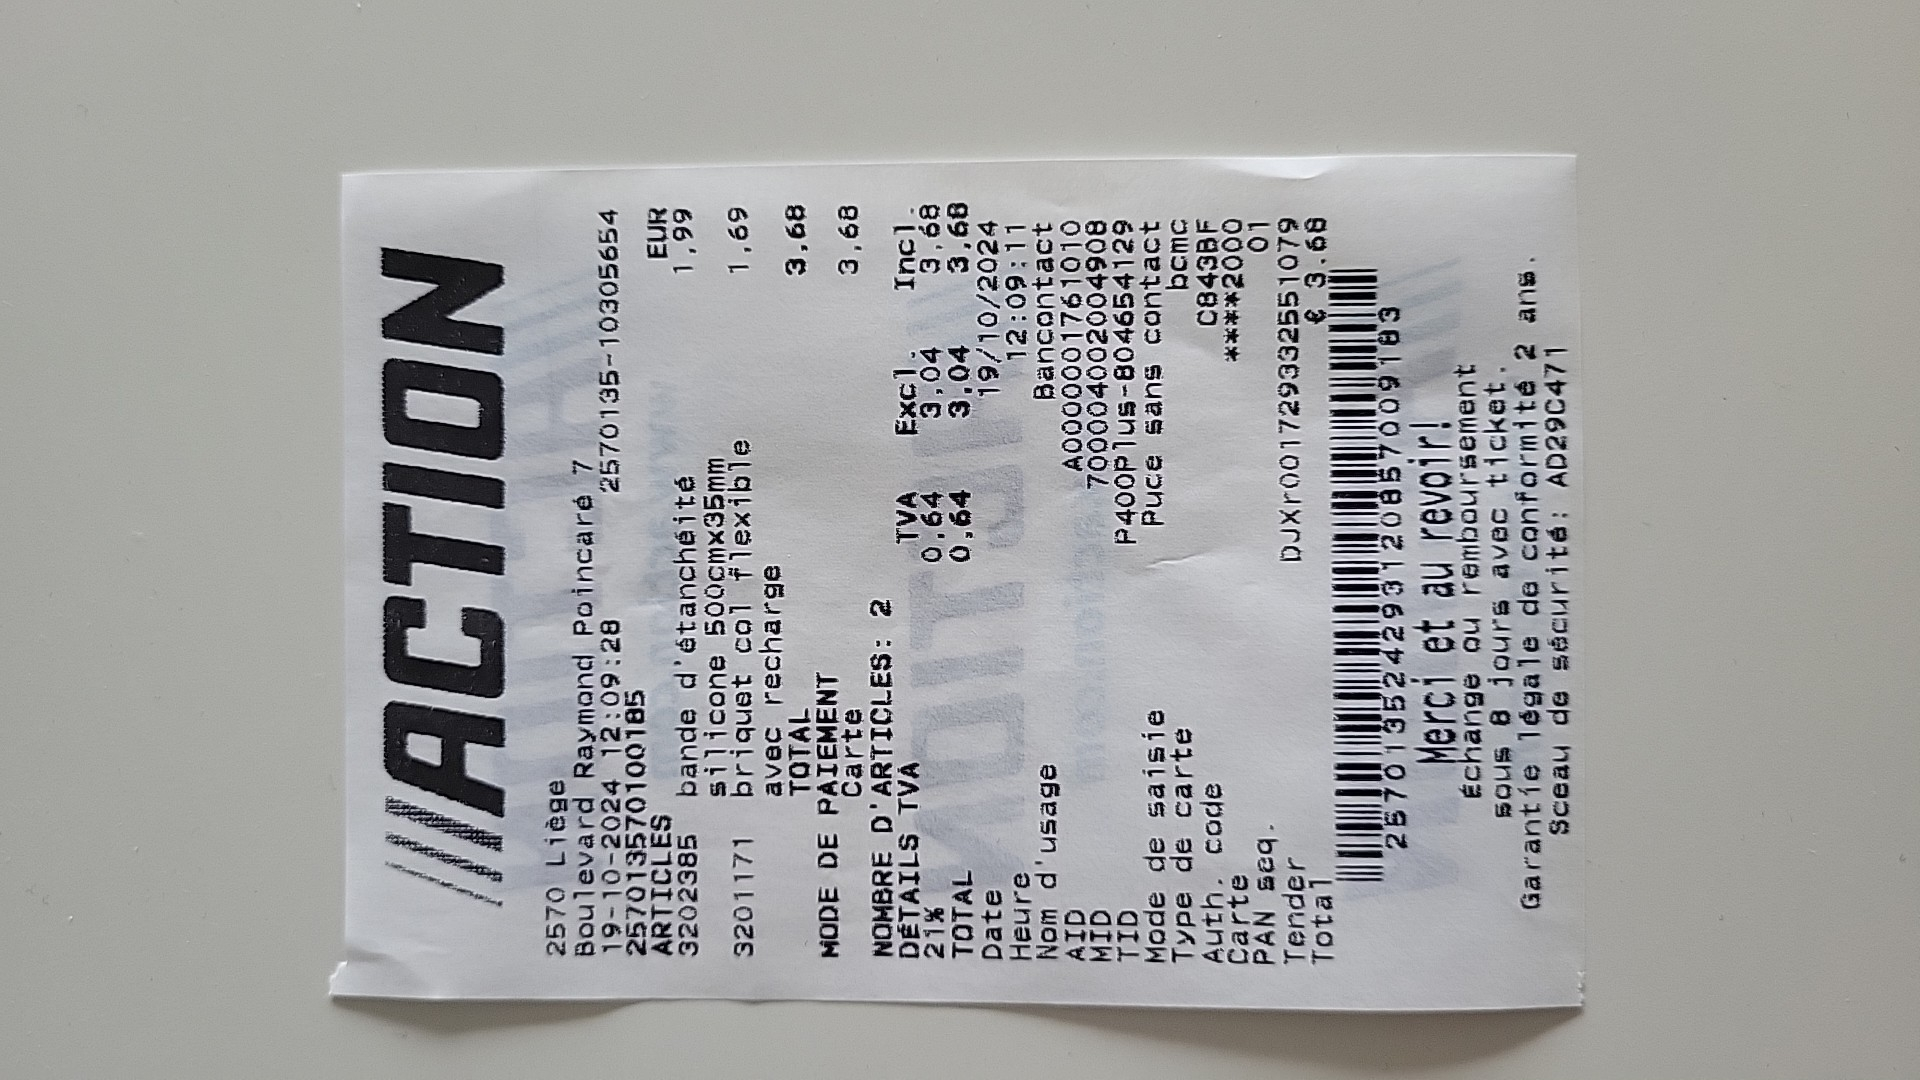 ACTION
2570 Liège
Boulevard Raymond Poincaré 7
19-10-2024 12:09:28 2570135-10305654
257013570100185
ARTICLES EUR
3202385 bande d'étanchéité 1,99
silicone 500cmx35mm
3201171 briquet col flexible 1,69
avec recharge
TOTAL 3,68
MODE DE PAIEMENT
Carte 3,68
NOMBRE D'ARTICLES: 2
DÉTAILS TVA TVA Excl. Incl.
21% 0,64 3,04 3,68
TOTAL 0,64 3,04 3,68
Date 19/10/2024
Heure 12:09:11
Nom d'usage Bancontact
AID A0000001761010
MID 700004002004908
TID P400Plus-804654129
Mode de saisie Puce sans contact
Type de carte bcmc
Auth. code C843BF
Carte ****2000
PAN seq. 01
Tender DJXr001729332551079
Total € 3.68
2570135242931208570091 83
Merci et au revoir!
Échange ou remboursement
sous 8 jours avec ticket.
Garantie légale de conformité 2 ans.
Sceau de sécurité: AD29C471